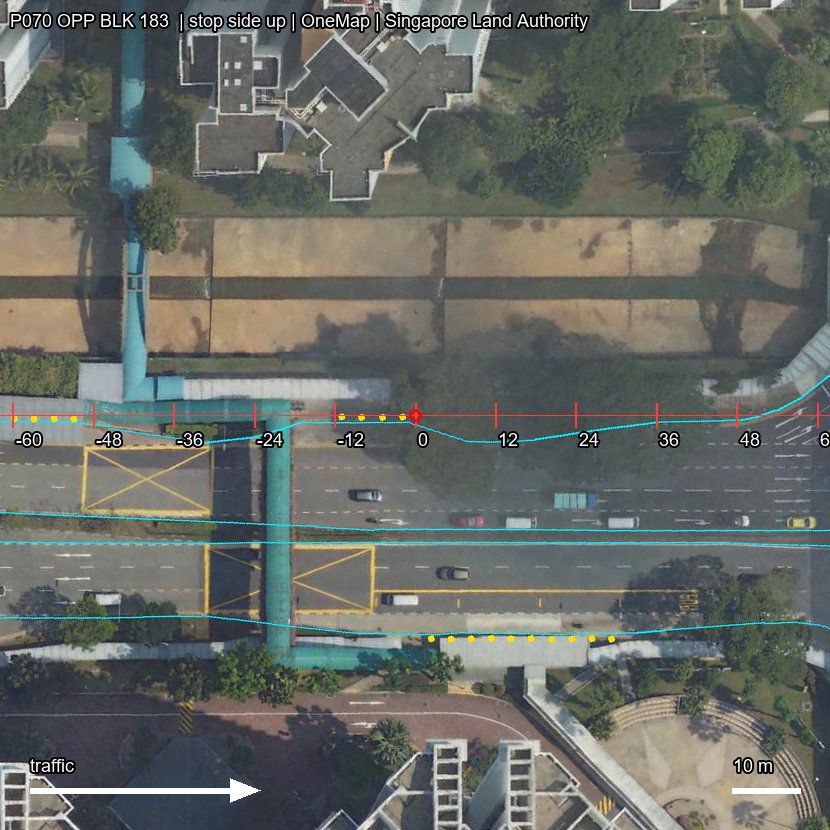 P070 OPP BLK 183 | stop side up | OneMap | Singapore Land Authority
-60 -48 -36 -24 -12 0 12 24 36 48 6
traffic
10 m